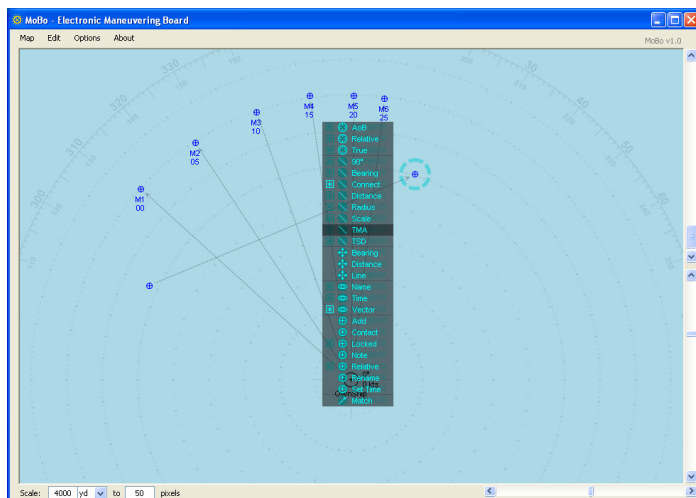 MoBo - Electronic Maneuvering Board
Map Edit Options About
MoBo v1.0
320
330
30
40
310
50
300
60
M4
15
M5
20
M6
25
M3
10
M2
05
M1
00
AoB
Relative
True
90°
Bearing
Connect
Distance
Radius
Scale
TMA
TSD
Bearing
Distance
Line
Name
Time
Vector
Add
Contact
Locked
Note
Relative
Rename
Set Time
Match
Scale: 4000 yd to 50 pixels